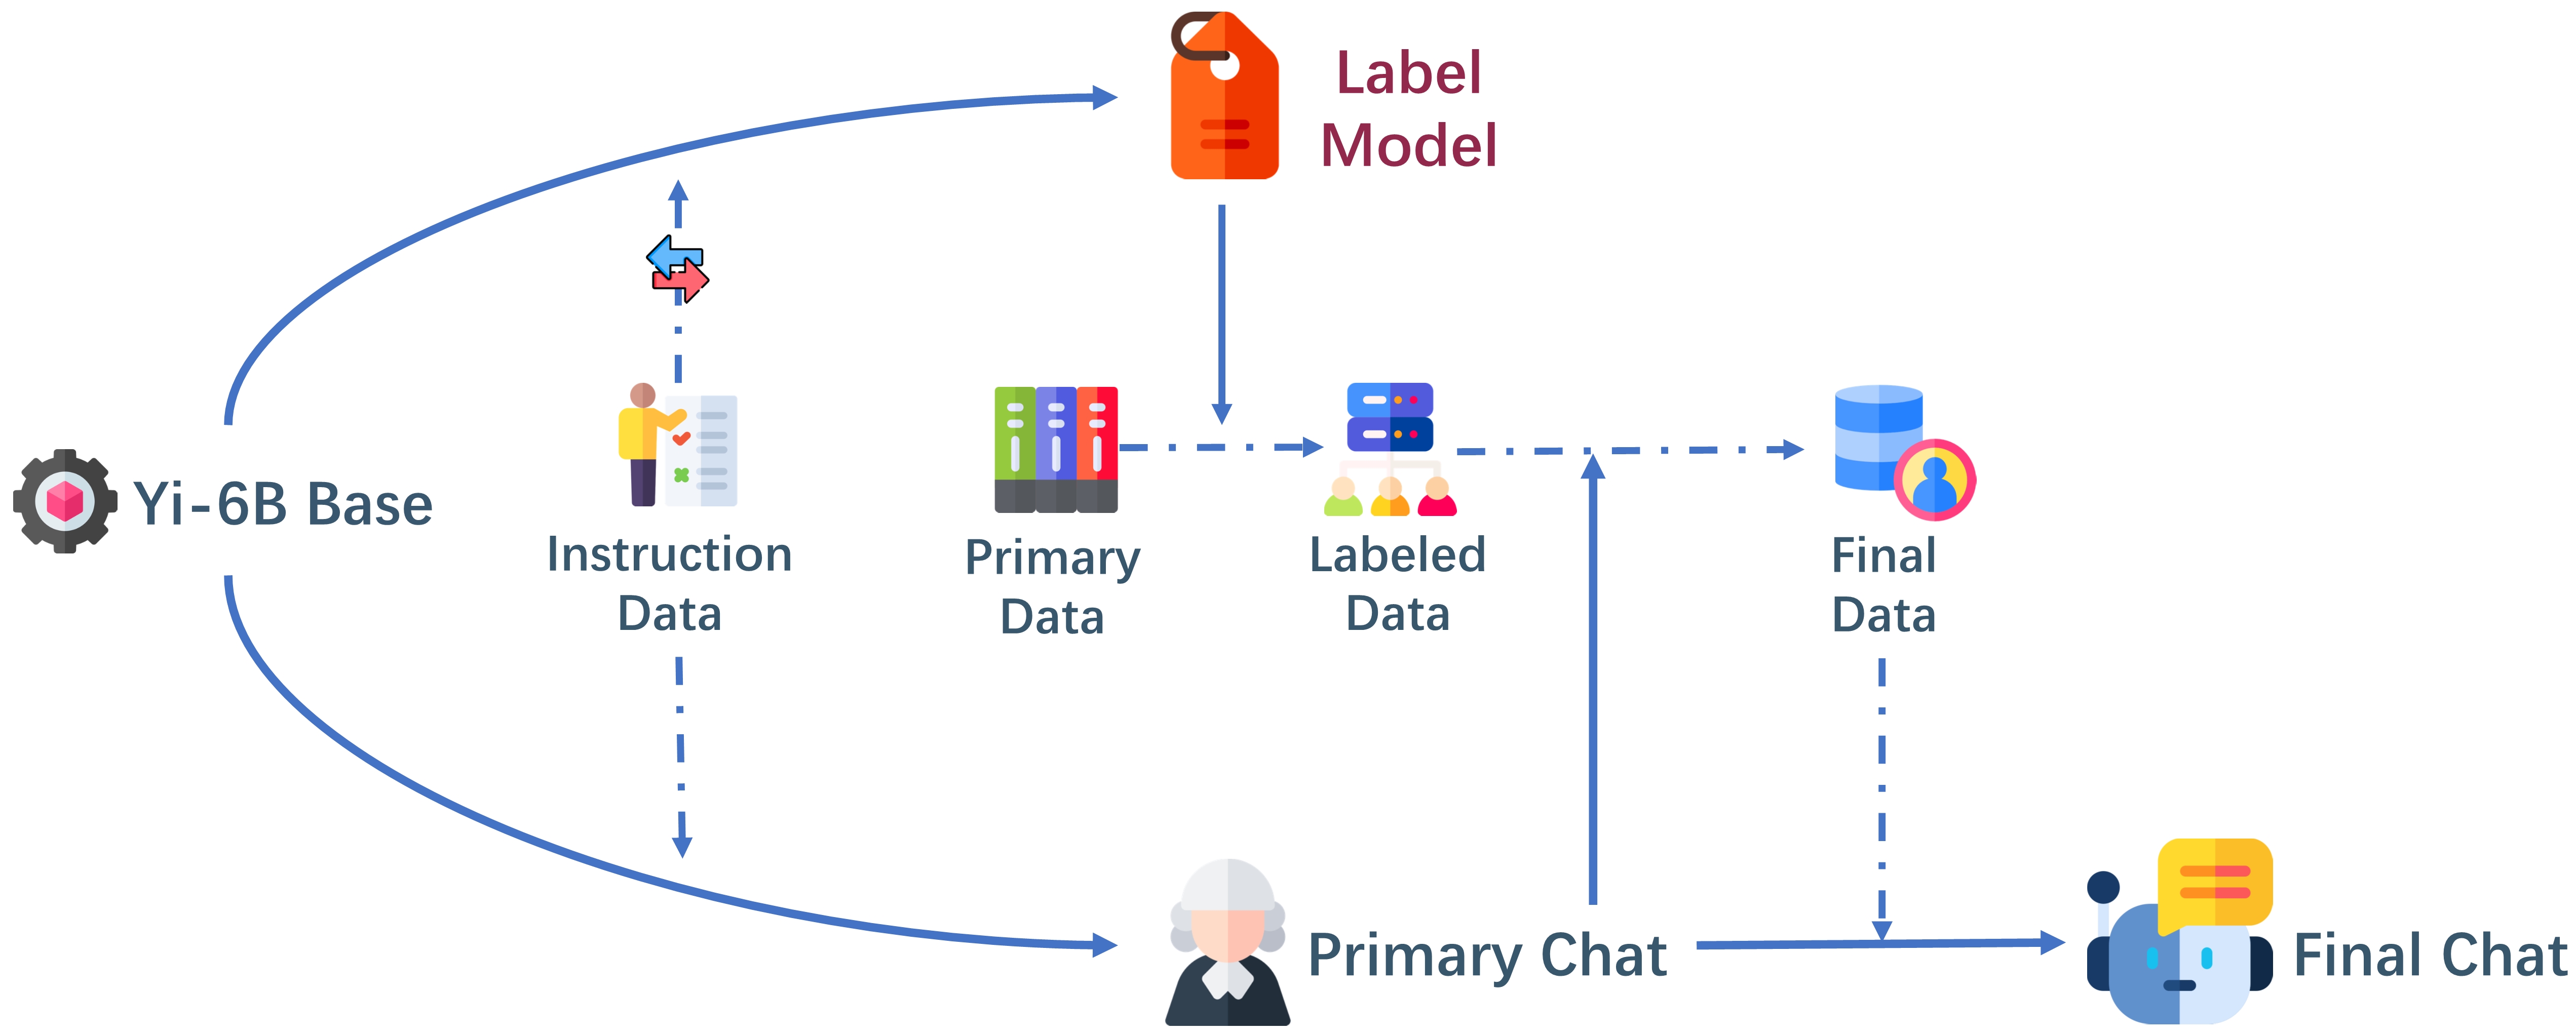 Label
Model
Yi-6B Base
Instruction
Data
Primary
Data
Labeled
Data
Final
Data
Primary Chat
Final Chat